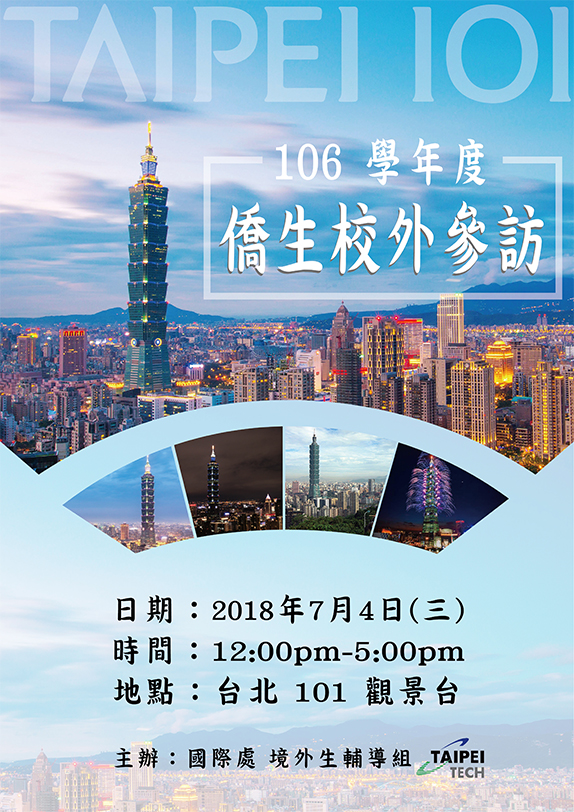 TAIPEI 101
106 學年度
僑生校外參訪
日期：2018年7月4日(三)
時間：12:00pm-5:00pm
地點：台北 101 觀景台
主辦：國際處 境外生輔導組 TAIPEI
TECH